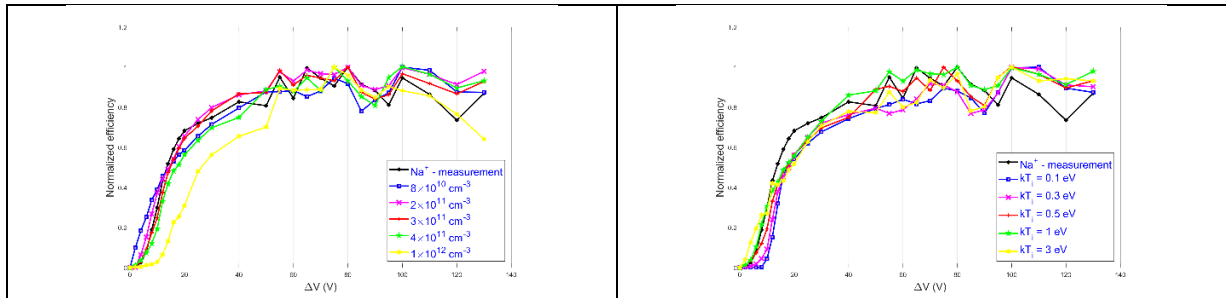 1.2
1
0.8
0.6
0.4
0.2
0
Normalized efficiency
Na⁺ - measurement
8×10¹⁰ cm⁻³
2×10¹¹ cm⁻³
3×10¹¹ cm⁻³
4×10¹¹ cm⁻³
1×10¹² cm⁻³
0 20 40 60 80 100 120 140
ΔV (V)
1.2
1
0.8
0.6
0.4
0.2
0
Normalized efficiency
Na⁺ - measurement
kTᵢ = 0.1 eV
kTᵢ = 0.3 eV
kTᵢ = 0.5 eV
kTᵢ = 1 eV
kTᵢ = 3 eV
0 20 40 60 80 100 120 140
ΔV (V)